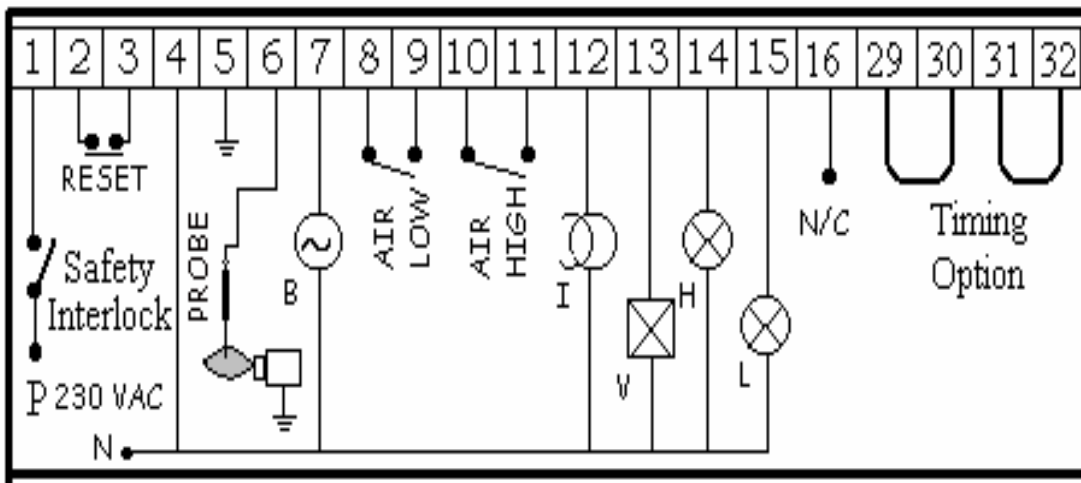 1 2 3 4 5 6 7 8 9 10 11 12 13 14 15 16 29 30 31 32
RESET
PROBE
AIR LOW
AIR HIGH
N/C
Timing
Option
Safety
Interlock
B
I
H
V
L
P 230 VAC
N